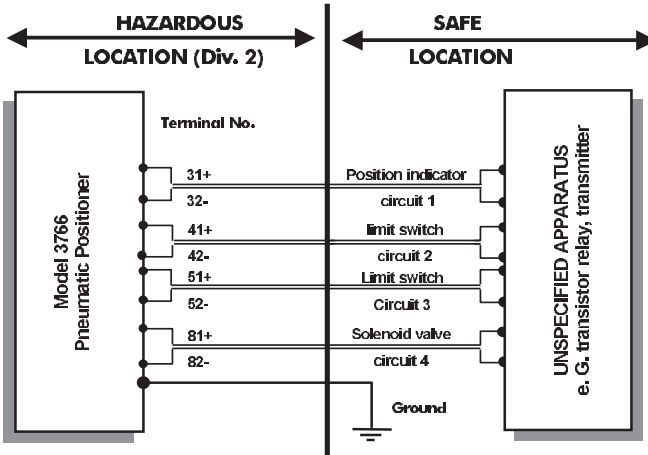 HAZARDOUS
LOCATION (Div. 2)
SAFE
LOCATION
Terminal No.
Model 3766
Pneumatic Positioner
31+
32-
41+
42-
51+
52-
81+
82-
Position indicator
circuit 1
limit switch
circuit 2
Limit switch
Circuit 3
Solenoid valve
circuit 4
Ground
UNSPECIFIED APPARATUS
e. G. transistor relay, transmitter